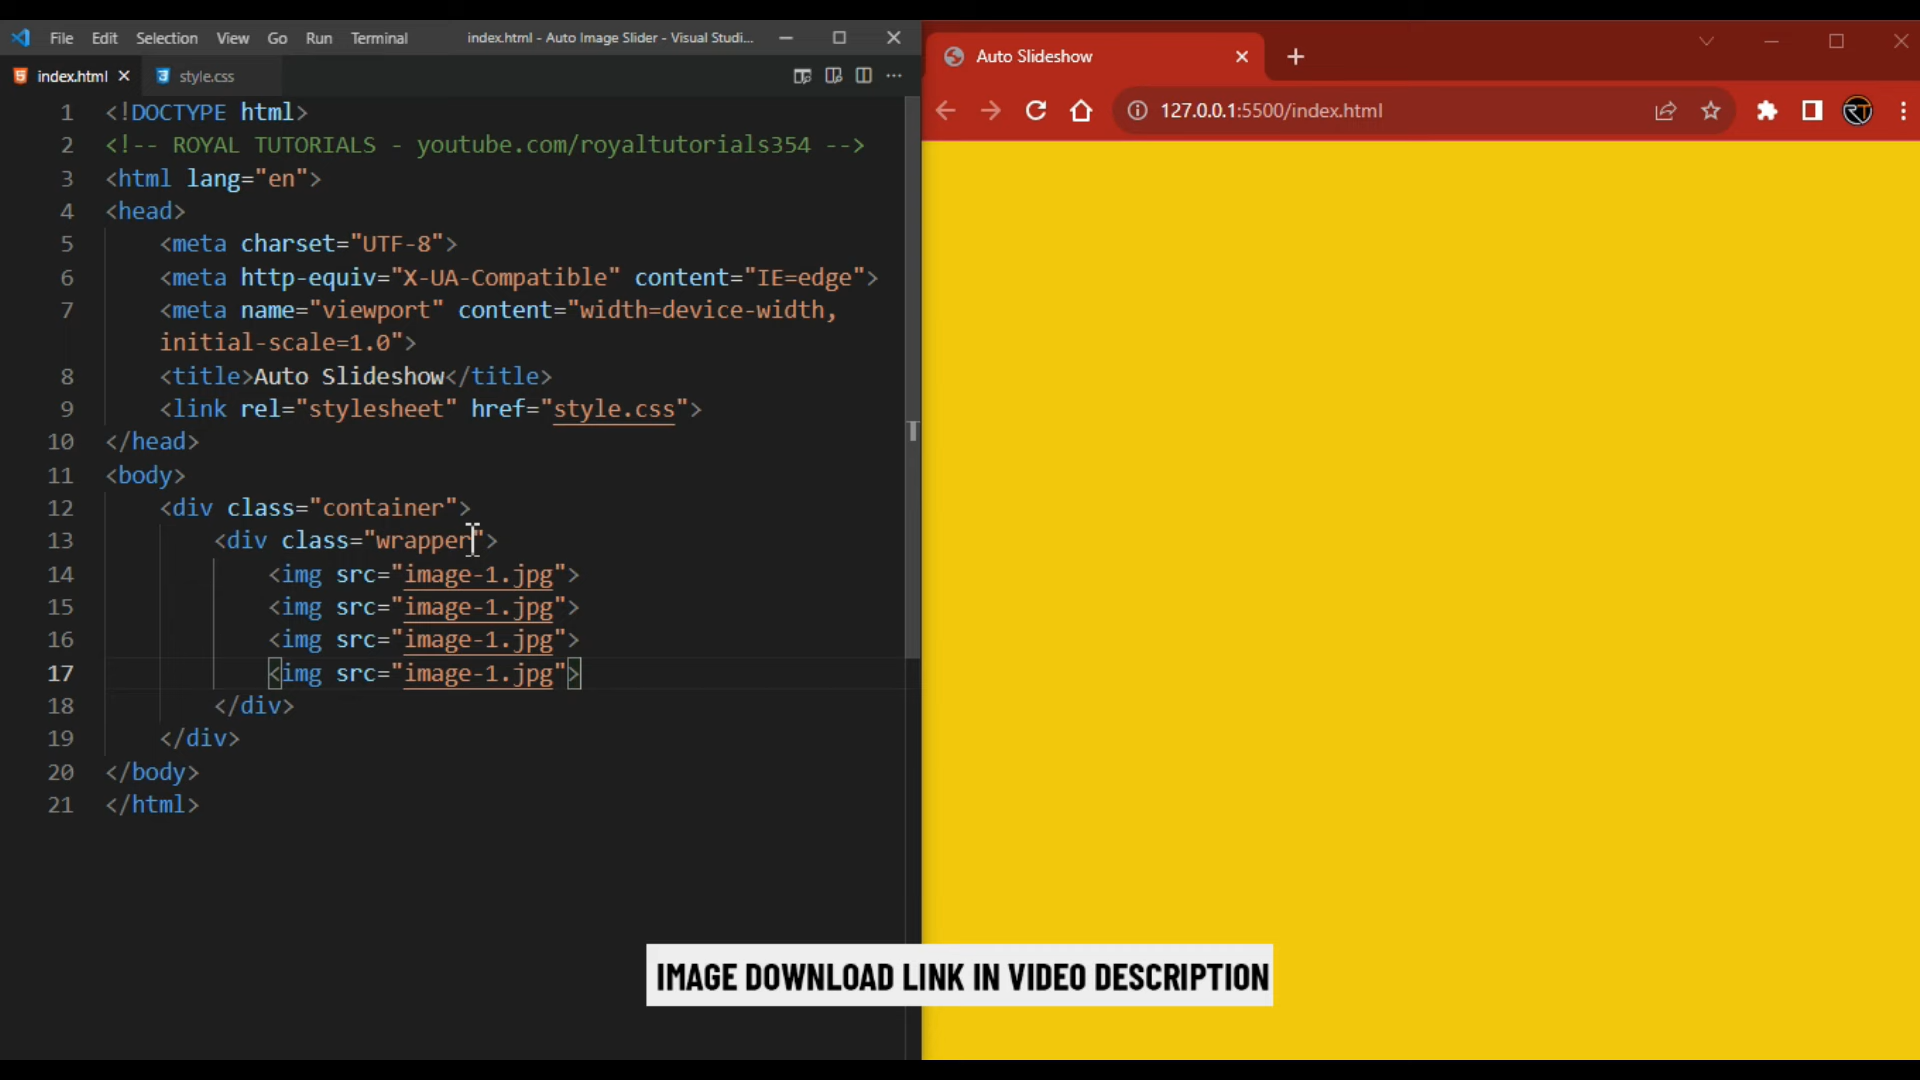 File Edit Selection View Go Run Terminal index.html - Auto Image Slider - Visual Studi...
index.html style.css
1 <!DOCTYPE html>
2 <!-- ROYAL TUTORIALS - youtube.com/royaltutorials354 -->
3 <html lang="en">
4 <head>
5 <meta charset="UTF-8">
6 <meta http-equiv="X-UA-Compatible" content="IE=edge">
7 <meta name="viewport" content="width=device-width,
initial-scale=1.0">
8 <title>Auto Slideshow</title>
9 <link rel="stylesheet" href="style.css">
10 </head>
11 <body>
12 <div class="container">
13 <div class="wrapper">
14 <img src="image-1.jpg">
15 <img src="image-1.jpg">
16 <img src="image-1.jpg">
17 <img src="image-1.jpg">
18 </div>
19 </div>
20 </body>
21 </html>
Auto Slideshow
127.0.0.1:5500/index.html
RT
IMAGE DOWNLOAD LINK IN VIDEO DESCRIPTION